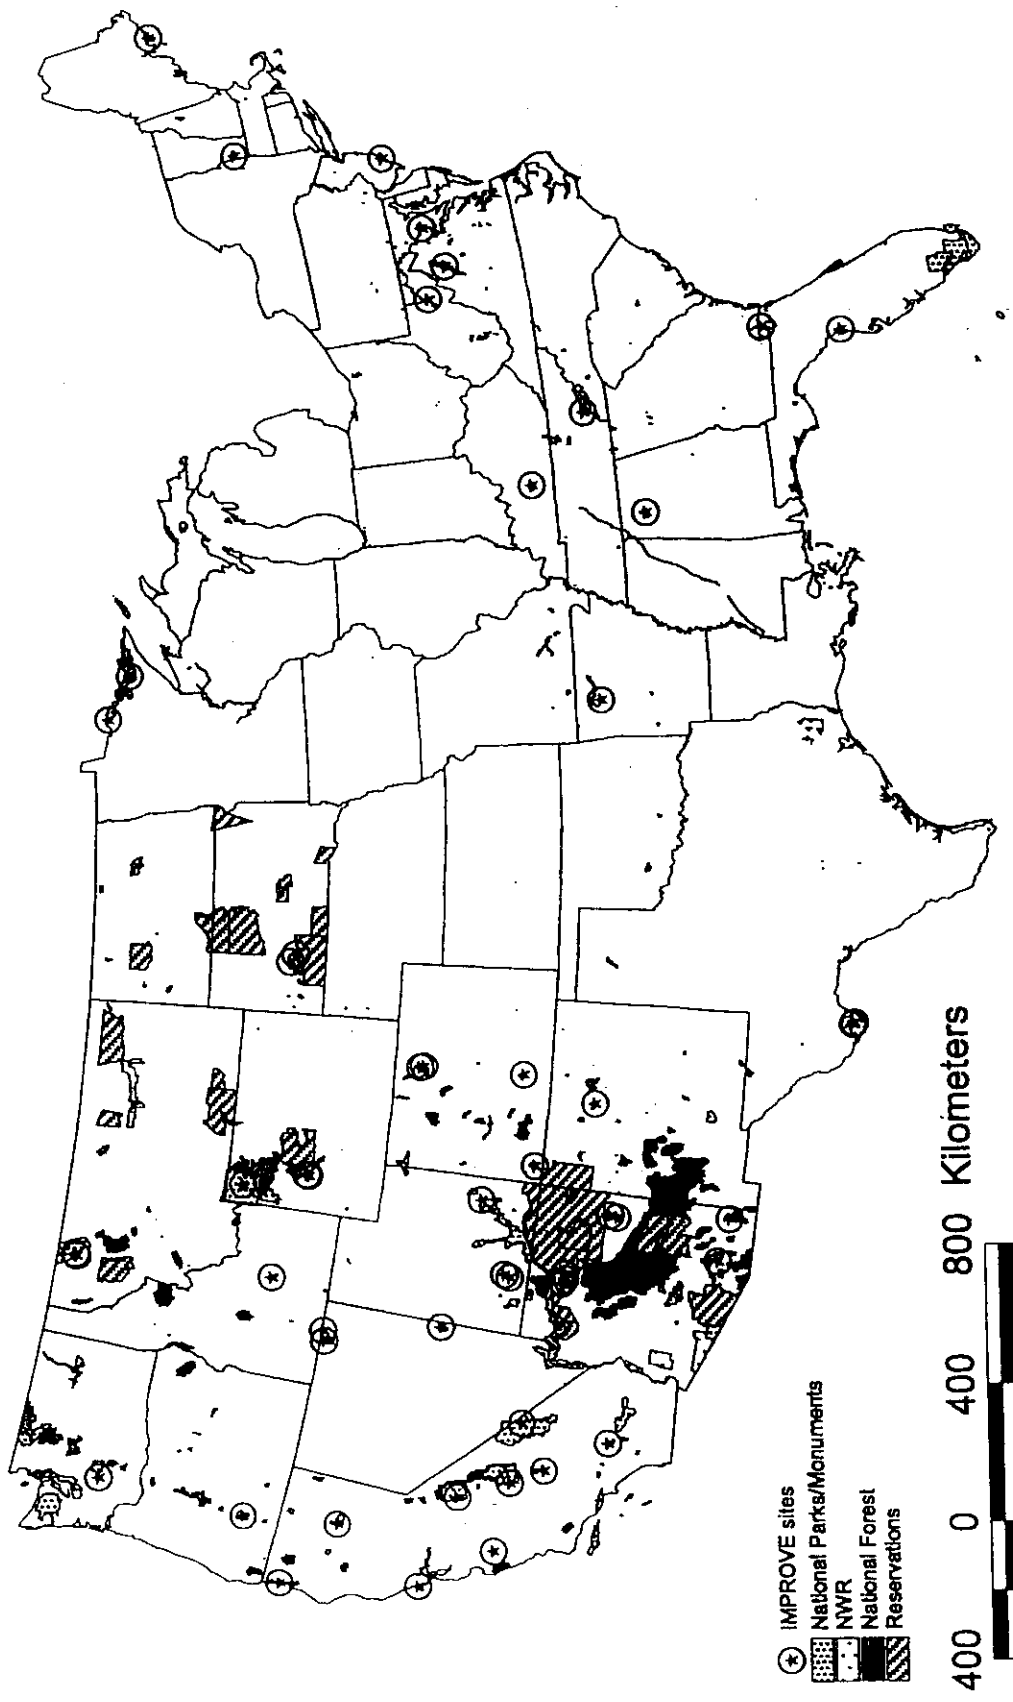 IMPROVE sites
National Parks/Monuments
NWR
National Forest
Reservations
400 0 400 800 Kilometers